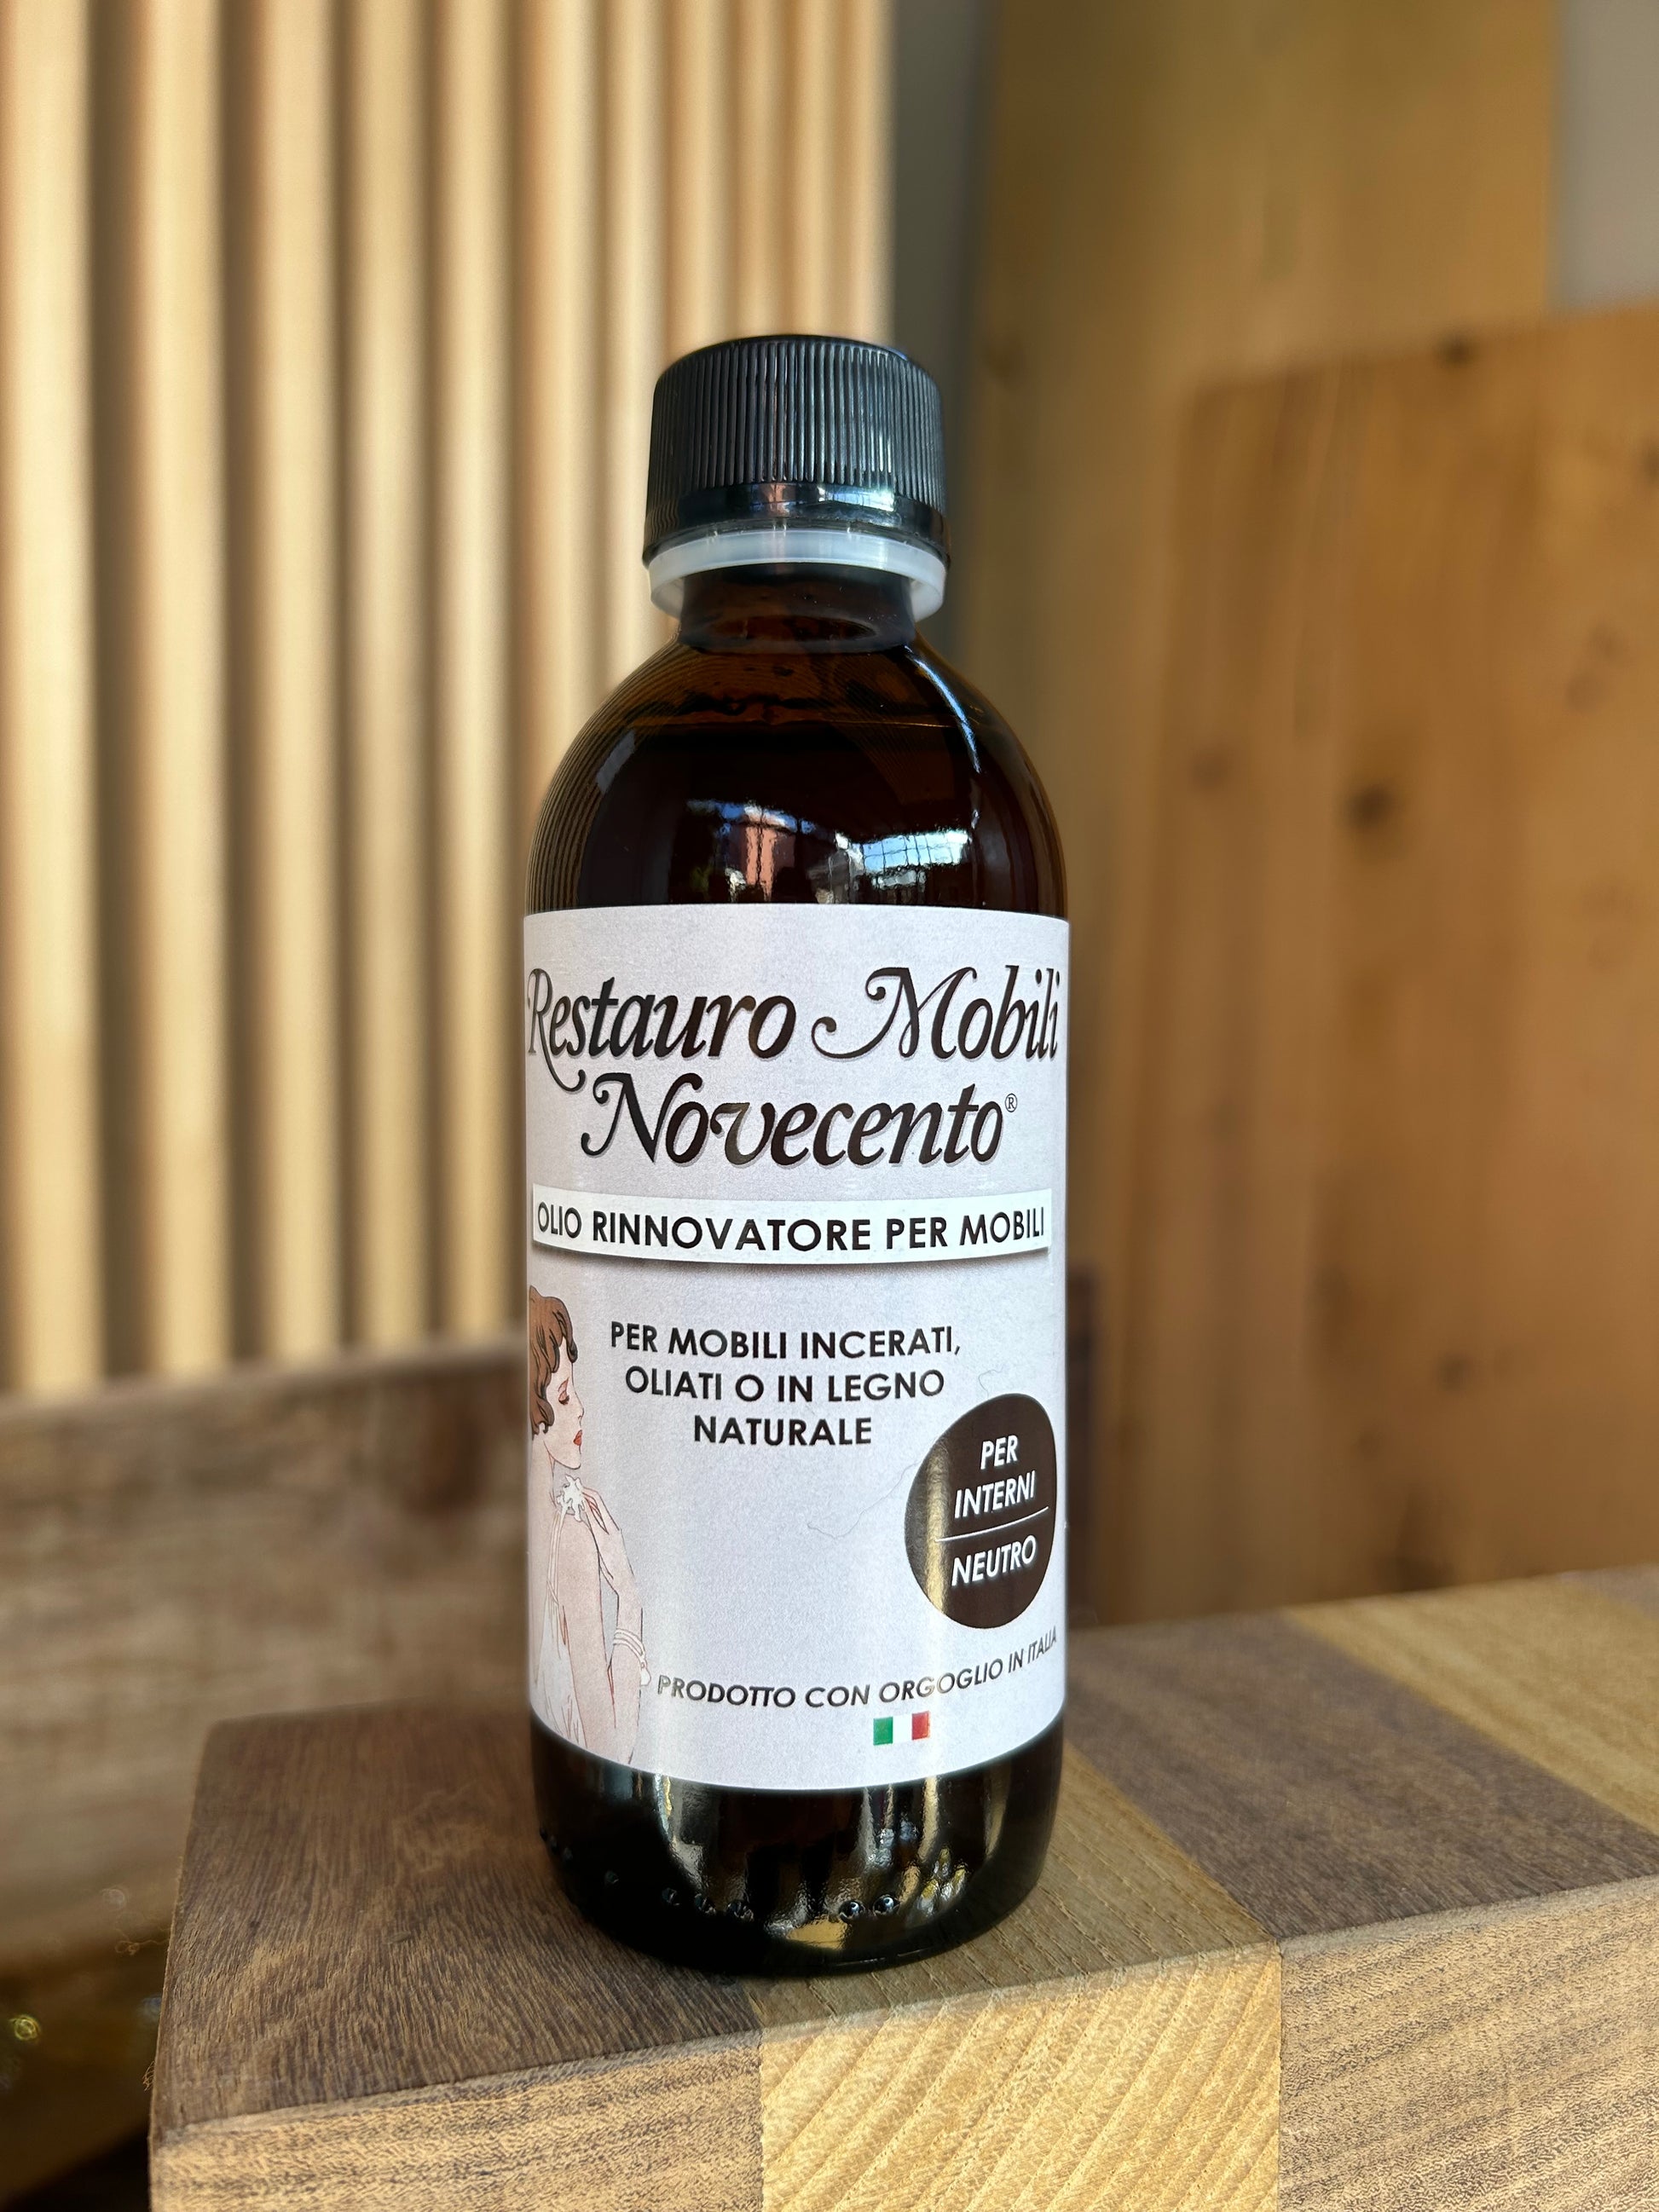 Restauro Mobili
Novecento®
OLIO RINNOVATORE PER MOBILI
PER MOBILI INCERATI,
OLIATI O IN LEGNO
NATURALE
PER
INTERNI
NEUTRO
PRODOTTO CON ORGOGLIO IN ITALIA